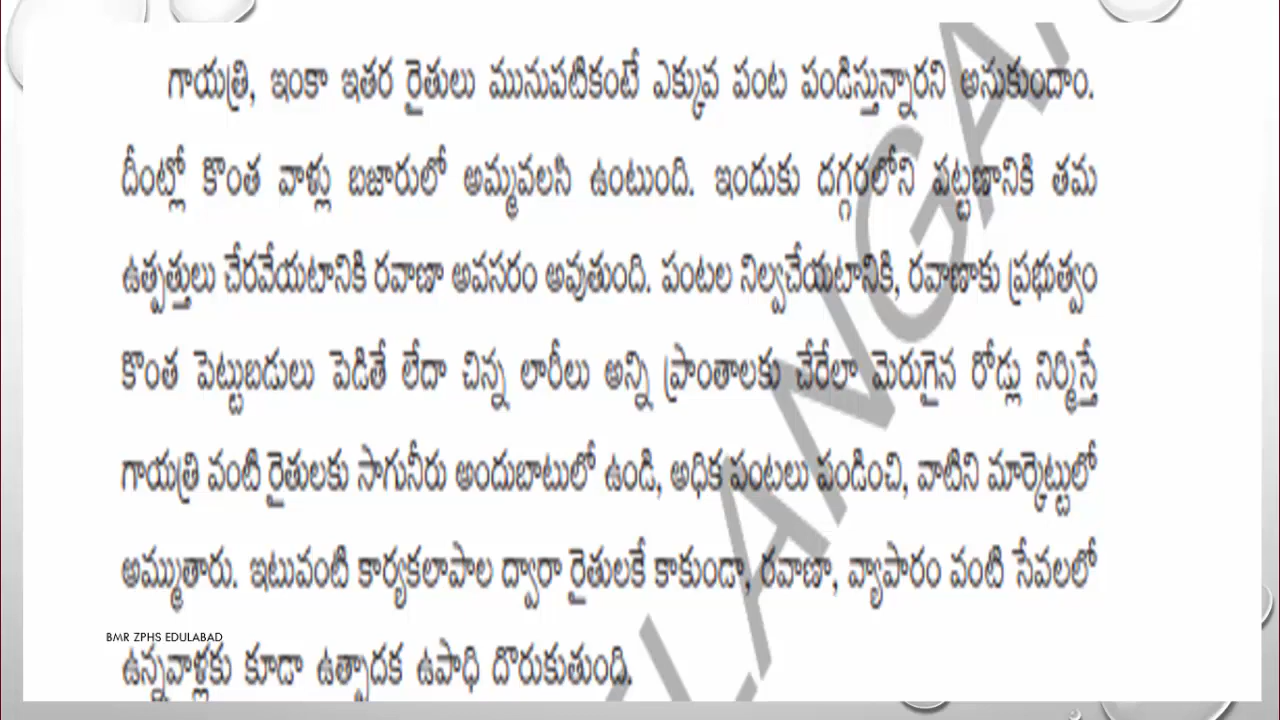 గాయత్రి, ఇంకా ఇతర రైతులు మునుపటికంటే ఎక్కువ పంట పండిస్తున్నారని అనుకుందాం.
దీంట్లో కొంత వాళ్లు బజారులో అమ్మవలసి ఉంటుంది. ఇందుకు దగ్గరలోని పట్టణానికి తమ
ఉత్పత్తులు చేరవేయటానికి రవాణా అవసరం అవుతుంది. పంటల నిల్వచేయటానికి, రవాణాకు ప్రభుత్వం
కొంత పెట్టుబడులు పెడితే లేదా చిన్న లారీలు అన్ని ప్రాంతాలకు చేరేలా మెరుగైన రోడ్లు నిర్మిస్తే
గాయత్రి వంటి రైతులకు సాగునీరు అందుబాటులో ఉండి, అధిక పంటలు పండించి, వాటిని మార్కెట్టులో
అమ్ముతారు. ఇటువంటి కార్యకలాపాల ద్వారా రైతులకే కాకుండా, రవాణా, వ్యాపారం వంటి సేవలలో
BMR ZPHS EDULABAD
ఉన్నవాళ్లకు కూడా ఉత్పాదక ఉపాధి దొరుకుతుంది.